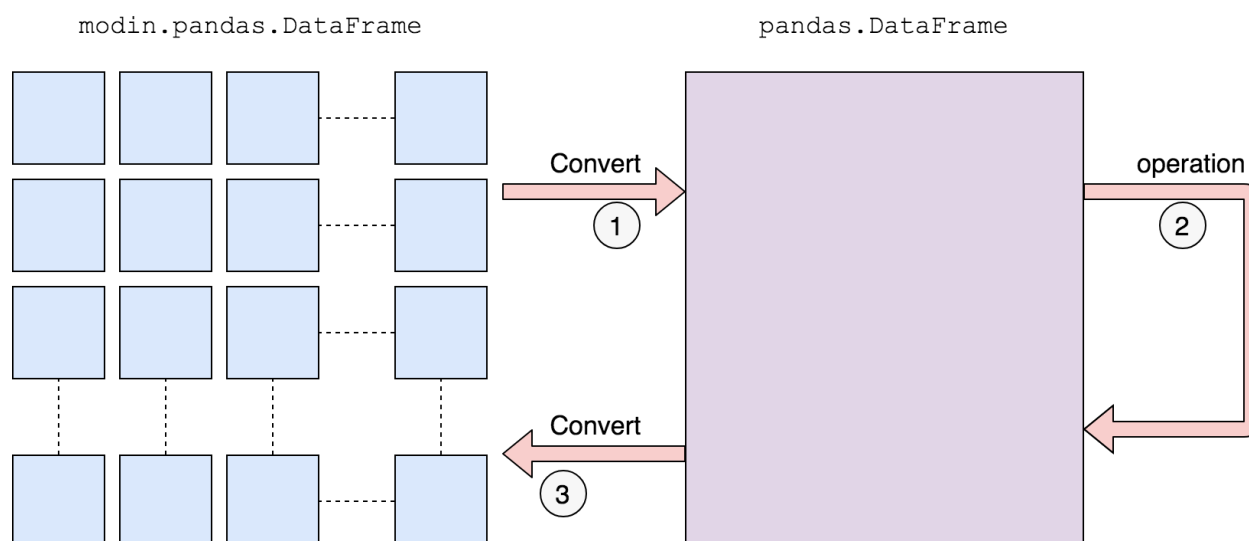 modin.pandas.DataFrame
pandas.DataFrame
Convert
1
operation
2
Convert
3